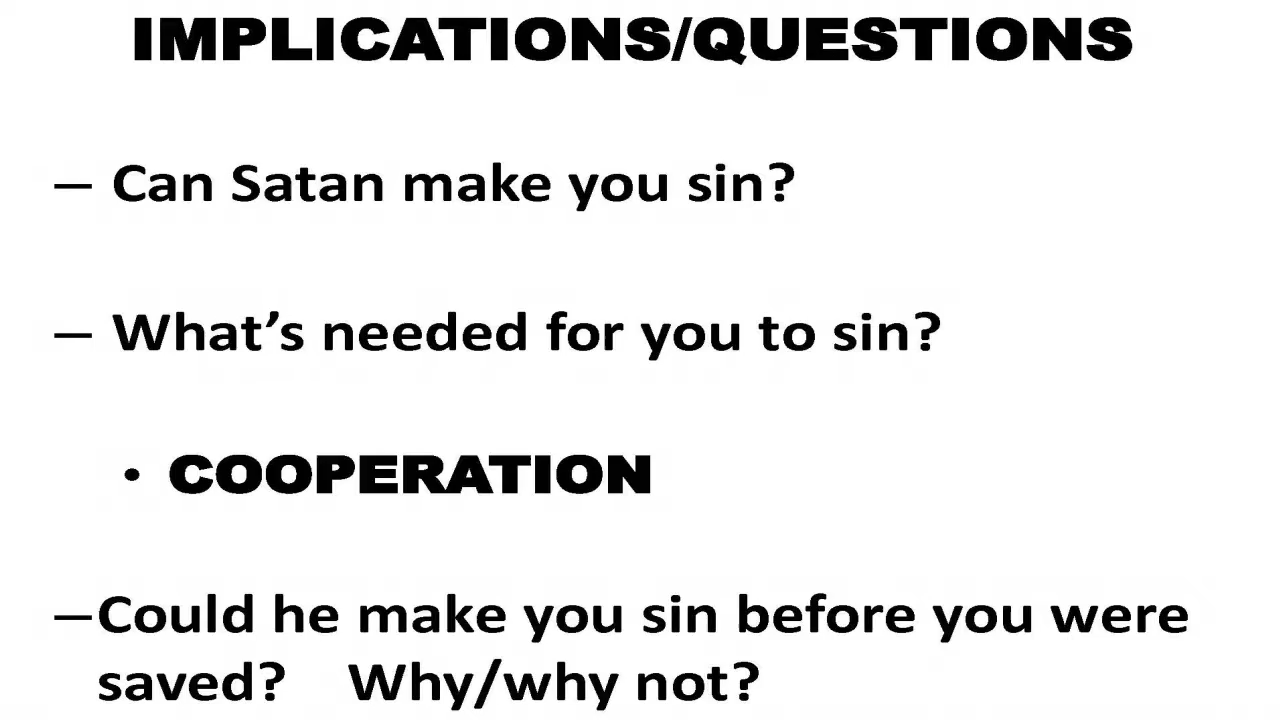 IMPLICATIONS/QUESTIONS
– Can Satan make you sin?
– What’s needed for you to sin?
• COOPERATION
–Could he make you sin before you were
saved? Why/why not?